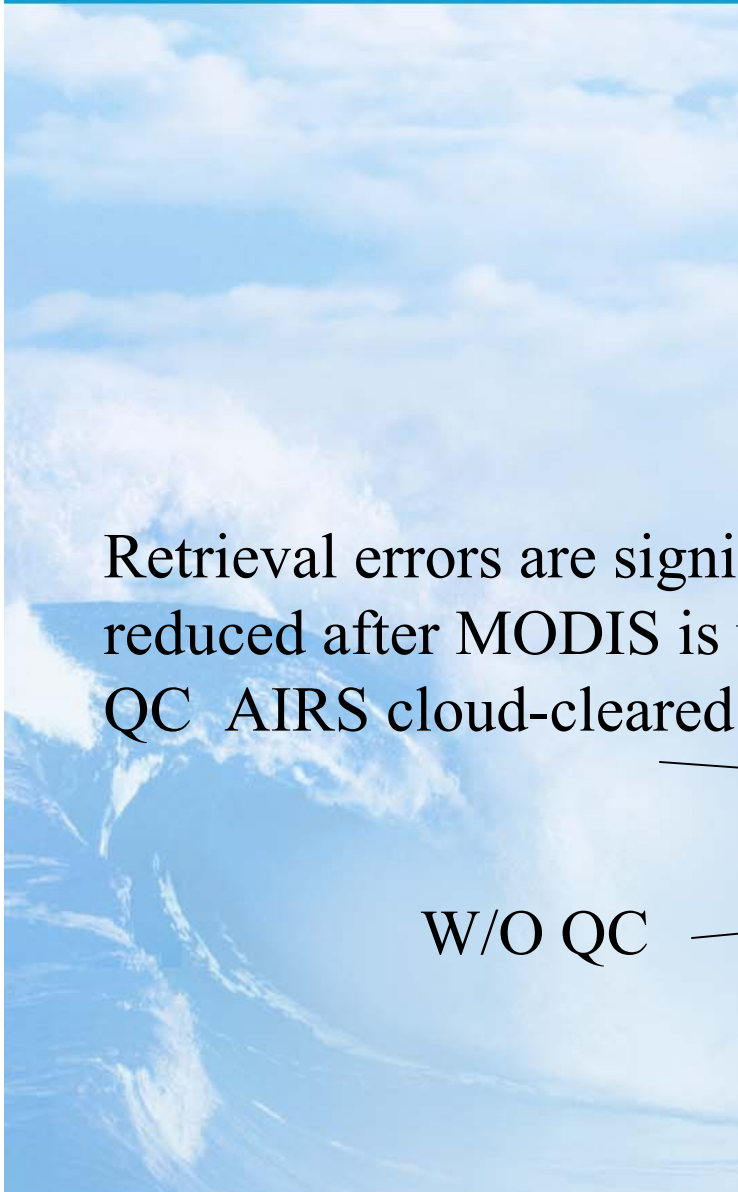 Retrieval errors are signi
reduced after MODIS is
QC AIRS cloud-cleared
W/O QC